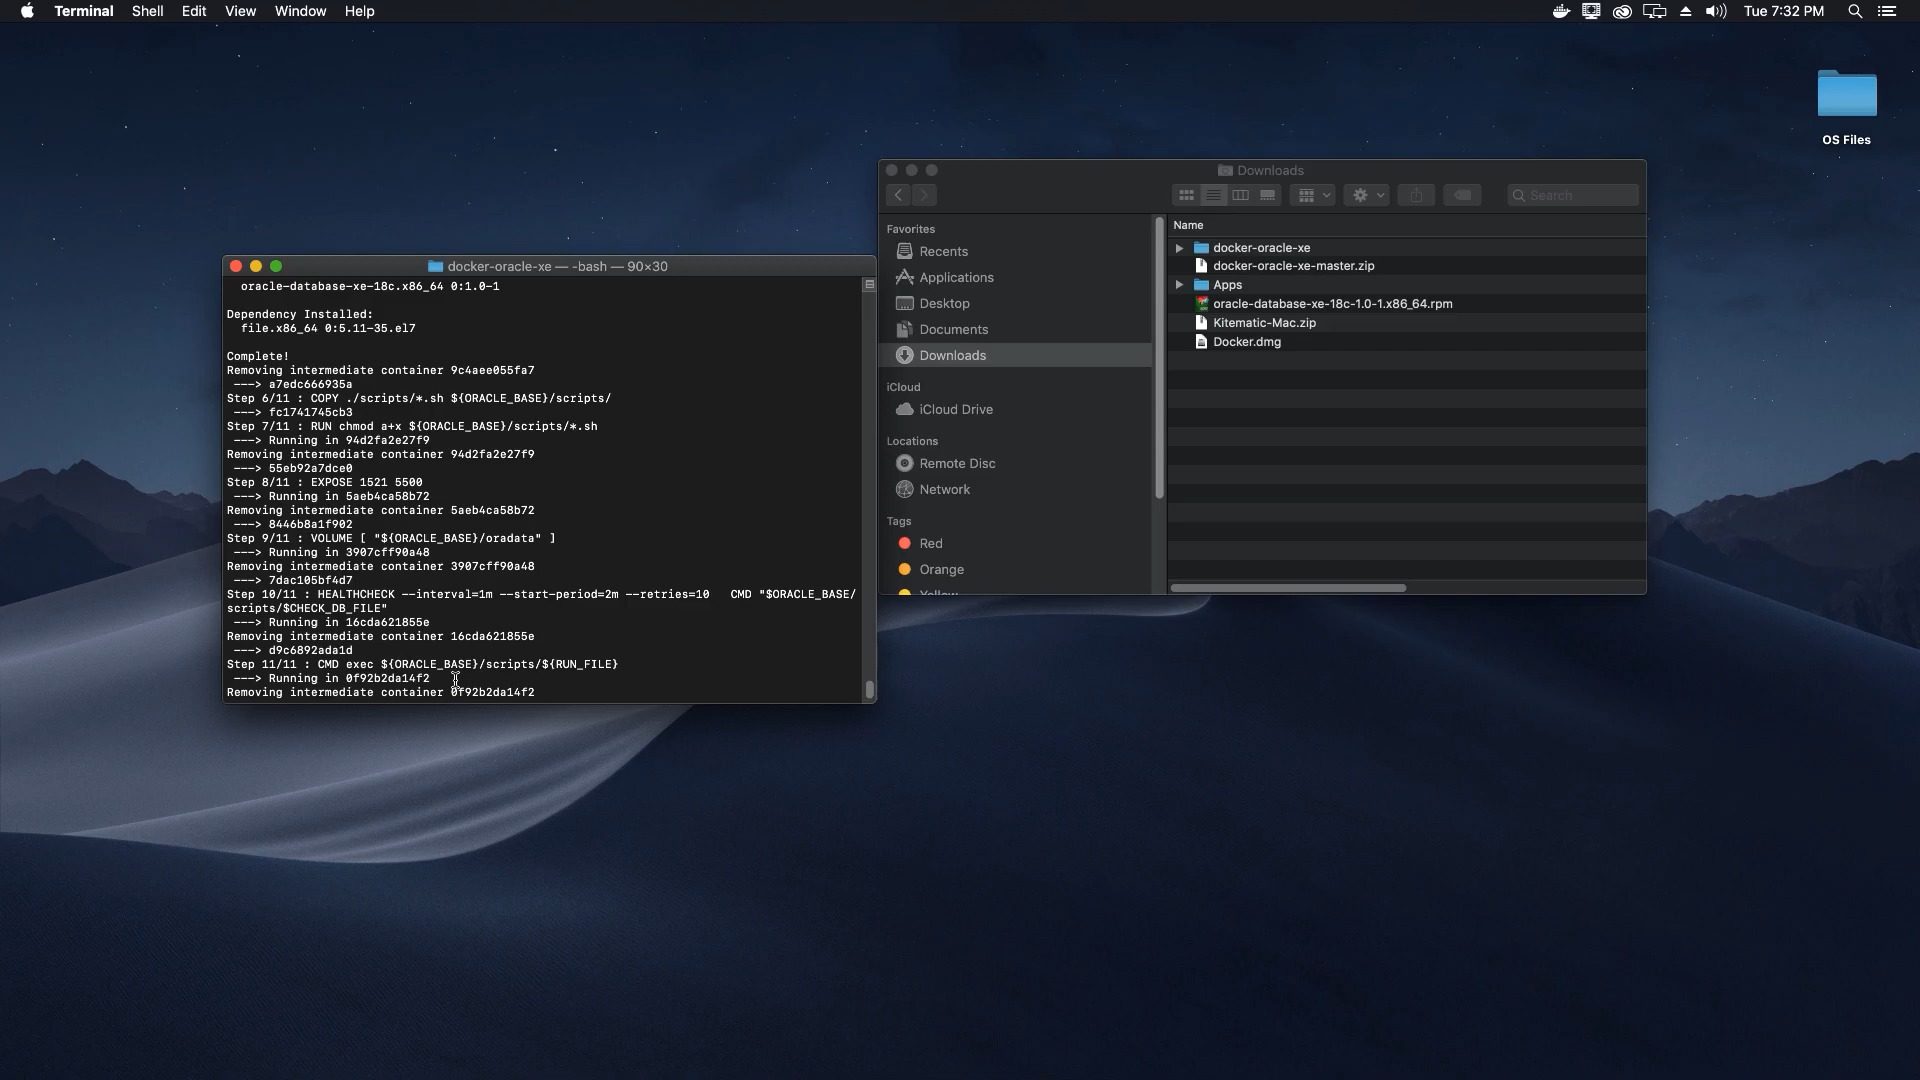 Terminal Shell Edit View Window Help
Tue 7:32 PM
OS Files
docker-oracle-xe — -bash — 90×30
oracle-database-xe-18c.x86_64 0:1.0-1
Dependency Installed:
file.x86_64 0:5.11-35.el7
Complete!
Removing intermediate container 9c4aee055fa7
---> a7edc666935a
Step 6/11 : COPY ./scripts/*.sh ${ORACLE_BASE}/scripts/
---> fc1741745cb3
Step 7/11 : RUN chmod a+x ${ORACLE_BASE}/scripts/*.sh
---> Running in 94d2fa2e27f9
Removing intermediate container 94d2fa2e27f9
---> 55eb92a7dce0
Step 8/11 : EXPOSE 1521 5500
---> Running in 5aeb4ca58b72
Removing intermediate container 5aeb4ca58b72
---> 8446b8a1f902
Step 9/11 : VOLUME [ "${ORACLE_BASE}/oradata" ]
---> Running in 3907cff90a48
Removing intermediate container 3907cff90a48
---> 7dac105bf4d7
Step 10/11 : HEALTHCHECK --interval=1m --start-period=2m --retries=10   CMD "$ORACLE_BASE/
scripts/$CHECK_DB_FILE"
---> Running in 16cda621855e
Removing intermediate container 16cda621855e
---> d9c6892ada1d
Step 11/11 : CMD exec ${ORACLE_BASE}/scripts/${RUN_FILE}
---> Running in 0f92b2da14f2
Removing intermediate container 0f92b2da14f2
Downloads
Search
Favorites
Recents
Applications
Desktop
Documents
Downloads
iCloud
iCloud Drive
Locations
Remote Disc
Network
Tags
Red
Orange
Yellow
Name
docker-oracle-xe
docker-oracle-xe-master.zip
Apps
oracle-database-xe-18c-1.0-1.x86_64.rpm
Kitematic-Mac.zip
Docker.dmg